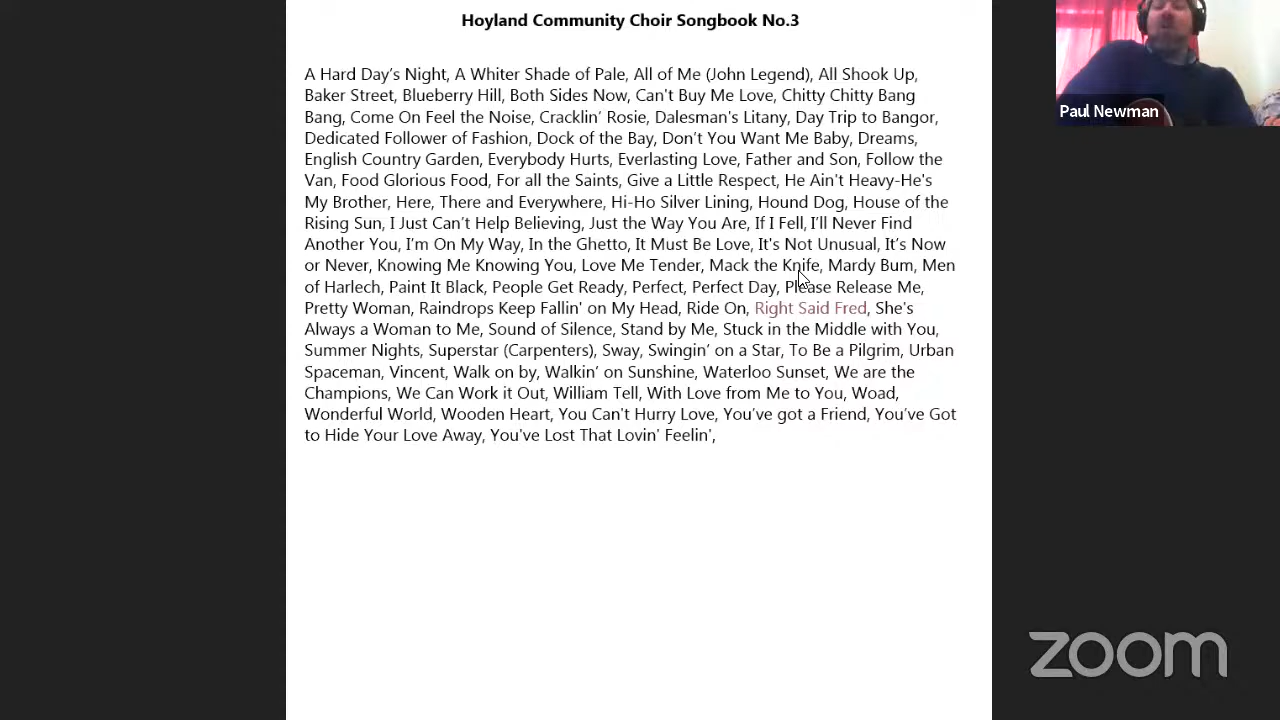 Hoyland Community Choir Songbook No.3
A Hard Day’s Night, A Whiter Shade of Pale, All of Me (John Legend), All Shook Up,
Baker Street, Blueberry Hill, Both Sides Now, Can't Buy Me Love, Chitty Chitty Bang
Bang, Come On Feel the Noise, Cracklin’ Rosie, Dalesman's Litany, Day Trip to Bangor,
Dedicated Follower of Fashion, Dock of the Bay, Don’t You Want Me Baby, Dreams,
English Country Garden, Everybody Hurts, Everlasting Love, Father and Son, Follow the
Van, Food Glorious Food, For all the Saints, Give a Little Respect, He Ain't Heavy-He's
My Brother, Here, There and Everywhere, Hi-Ho Silver Lining, Hound Dog, House of the
Rising Sun, I Just Can’t Help Believing, Just the Way You Are, If I Fell, I’ll Never Find
Another You, I’m On My Way, In the Ghetto, It Must Be Love, It's Not Unusual, It’s Now
or Never, Knowing Me Knowing You, Love Me Tender, Mack the Knife, Mardy Bum, Men
of Harlech, Paint It Black, People Get Ready, Perfect, Perfect Day, Please Release Me,
Pretty Woman, Raindrops Keep Fallin' on My Head, Ride On, Right Said Fred, She's
Always a Woman to Me, Sound of Silence, Stand by Me, Stuck in the Middle with You,
Summer Nights, Superstar (Carpenters), Sway, Swingin’ on a Star, To Be a Pilgrim, Urban
Spaceman, Vincent, Walk on by, Walkin’ on Sunshine, Waterloo Sunset, We are the
Champions, We Can Work it Out, William Tell, With Love from Me to You, Woad,
Wonderful World, Wooden Heart, You Can't Hurry Love, You’ve got a Friend, You’ve Got
to Hide Your Love Away, You've Lost That Lovin' Feelin',
Paul Newman
zoom